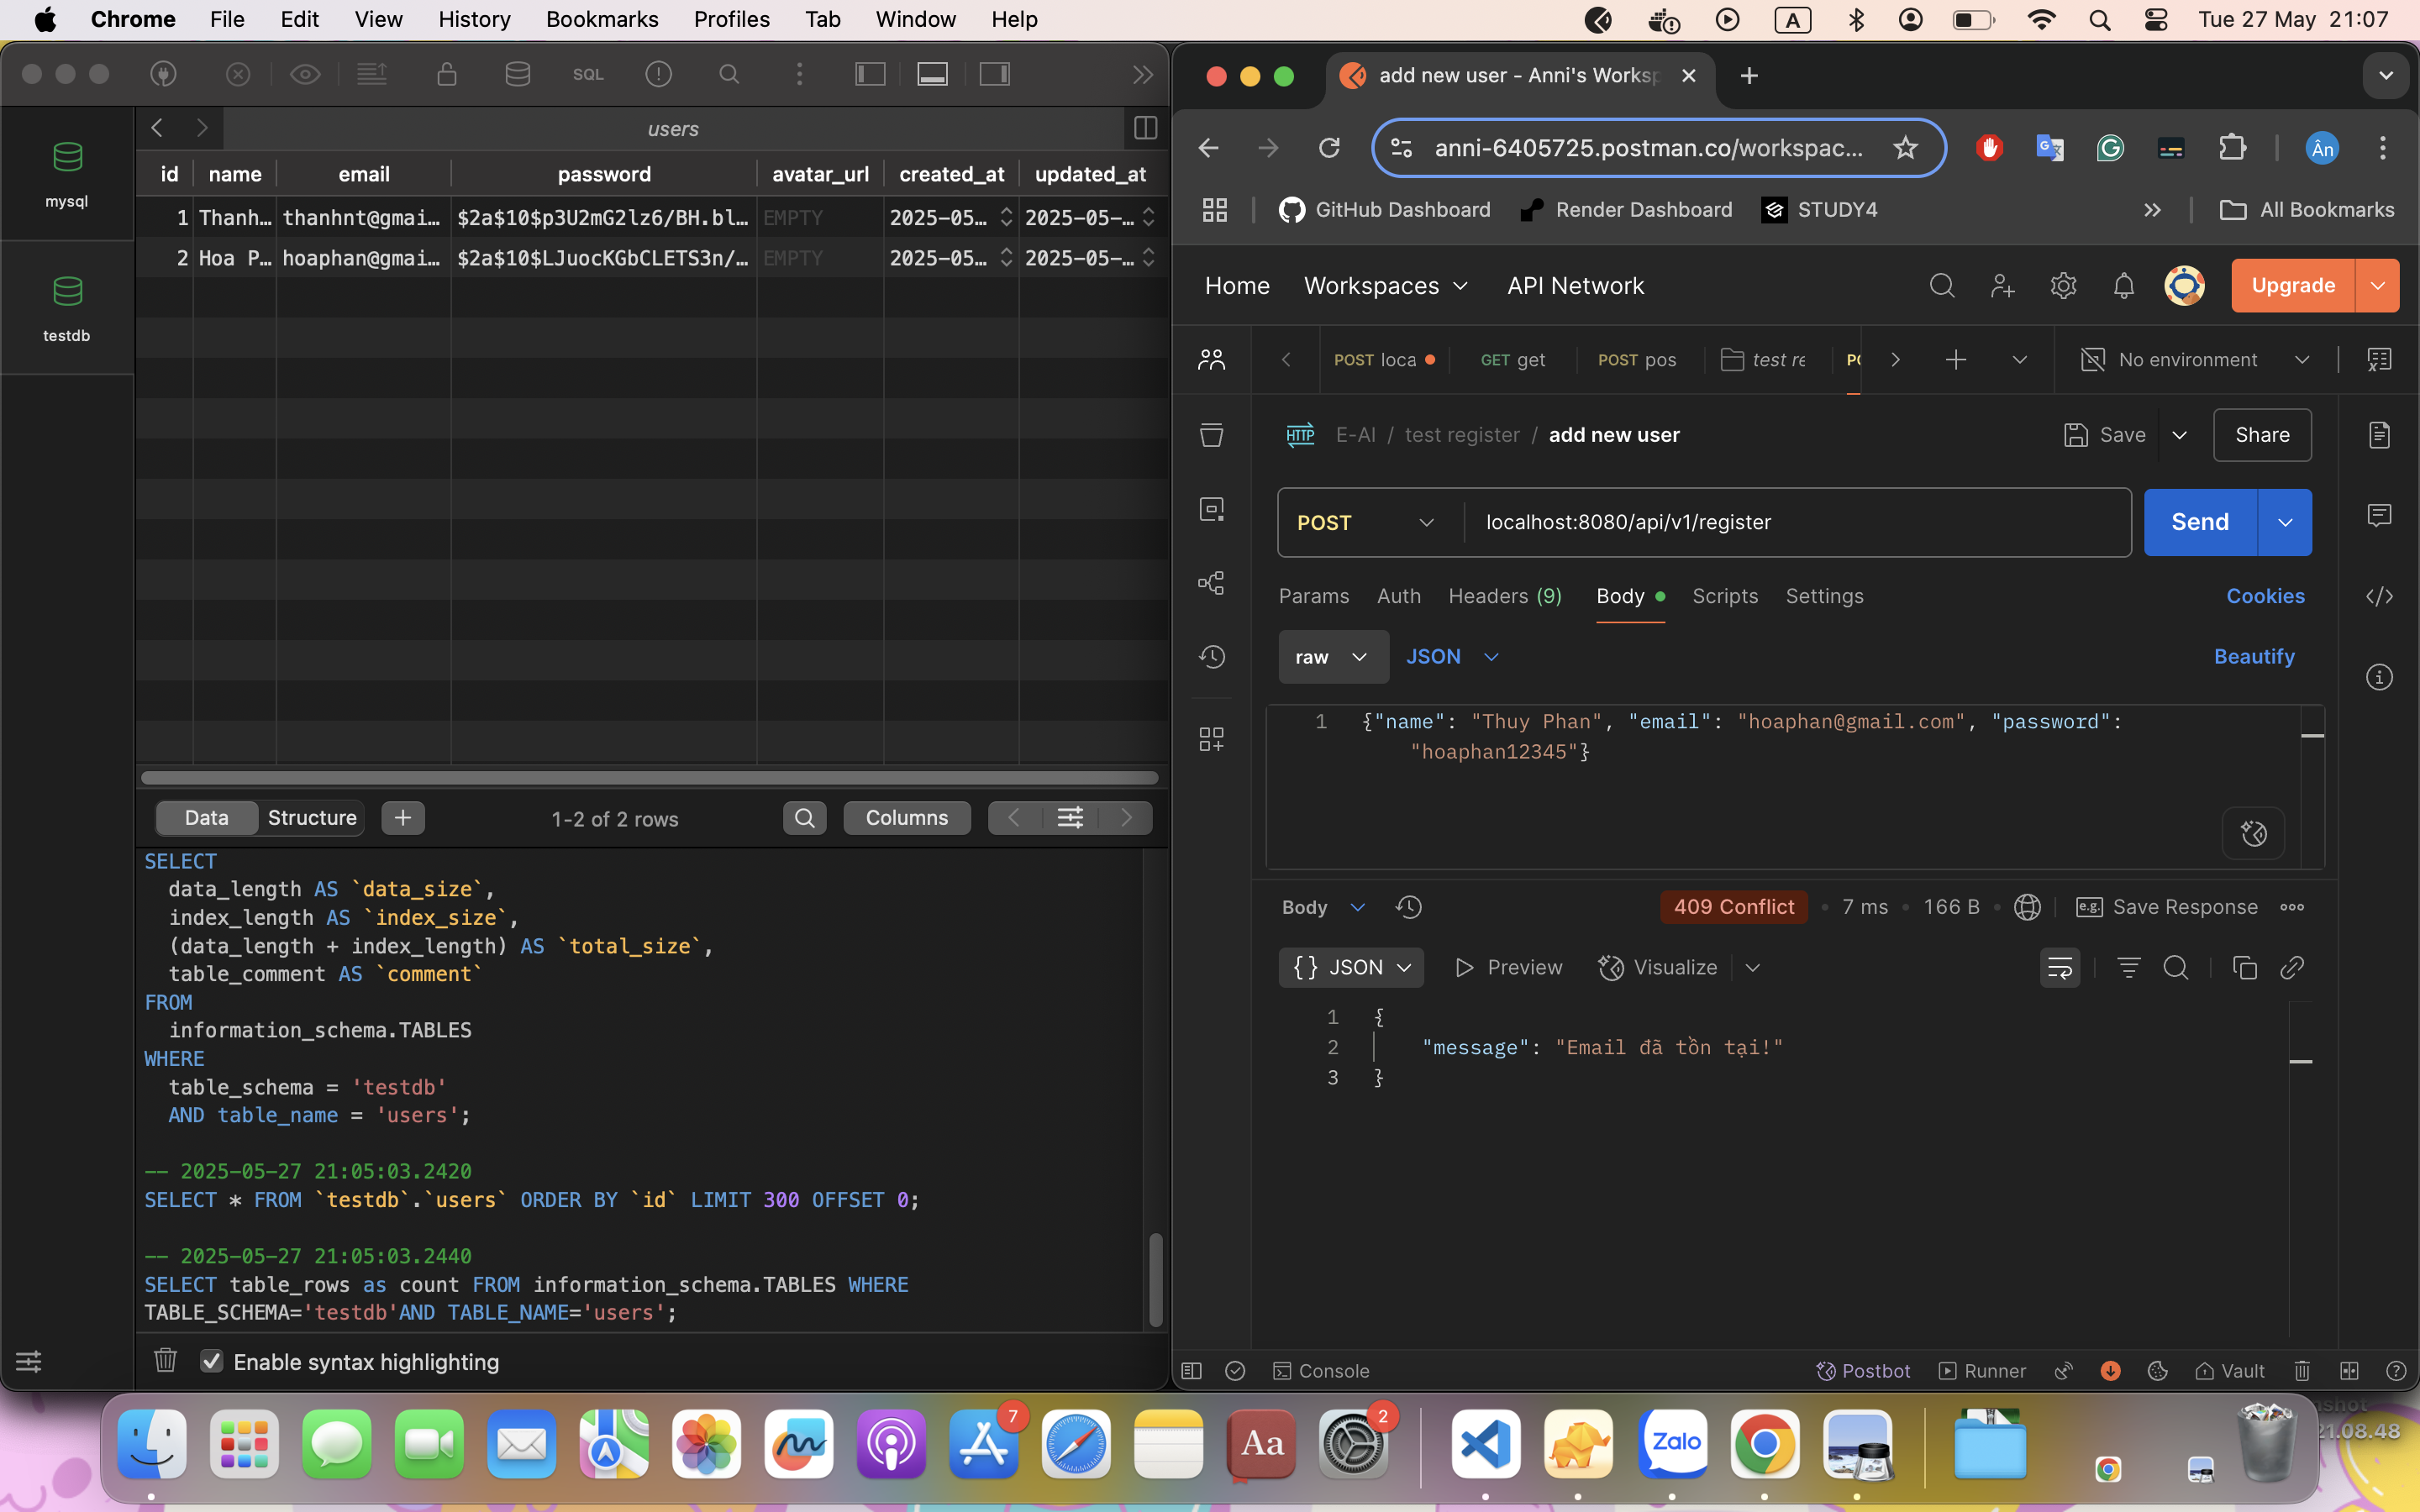 Chrome File Edit View History Bookmarks Profiles Tab Window Help
A
Tue 27 May 21:07
SQL
users
mysql
testdb
id name email password avatar_url created_at updated_at
1 Thanh... thanhnt@gmai... $2a$10$p3U2mG2lz6/BH.bl... EMPTY 2025-05... 2025-05-...
2 Hoa P... hoaphan@gmai... $2a$10$LJuocKGbCLETS3n/... EMPTY 2025-05... 2025-05-...
Data Structure + 1-2 of 2 rows Columns
SELECT
data_length AS `data_size`,
index_length AS `index_size`,
(data_length + index_length) AS `total_size`,
table_comment AS `comment`
FROM
information_schema.TABLES
WHERE
table_schema = 'testdb'
AND table_name = 'users';
-- 2025-05-27 21:05:03.2420
SELECT * FROM `testdb`.`users` ORDER BY `id` LIMIT 300 OFFSET 0;
-- 2025-05-27 21:05:03.2440
SELECT table_rows as count FROM information_schema.TABLES WHERE
TABLE_SCHEMA='testdb'AND TABLE_NAME='users';
Enable syntax highlighting
add new user - Anni's Worksp
anni-6405725.postman.co/workspac...
Ân
GitHub Dashboard Render Dashboard STUDY4 All Bookmarks
Home Workspaces API Network Upgrade
POST loca GET get POST pos test re No environment
HTTP E-AI / test register / add new user Save Share
POST localhost:8080/api/v1/register Send
Params Auth Headers (9) Body Scripts Settings Cookies
raw JSON Beautify
1 {"name": "Thuy Phan", "email": "hoaphan@gmail.com", "password":
"hoaphan12345"}
Body 409 Conflict 7 ms 166 B e.g. Save Response
{} JSON Preview Visualize
1 {
2 "message": "Email đã tồn tại!"
3 }
Console Postbot Runner Vault
7
Aa
2
Zalo
21.08.48